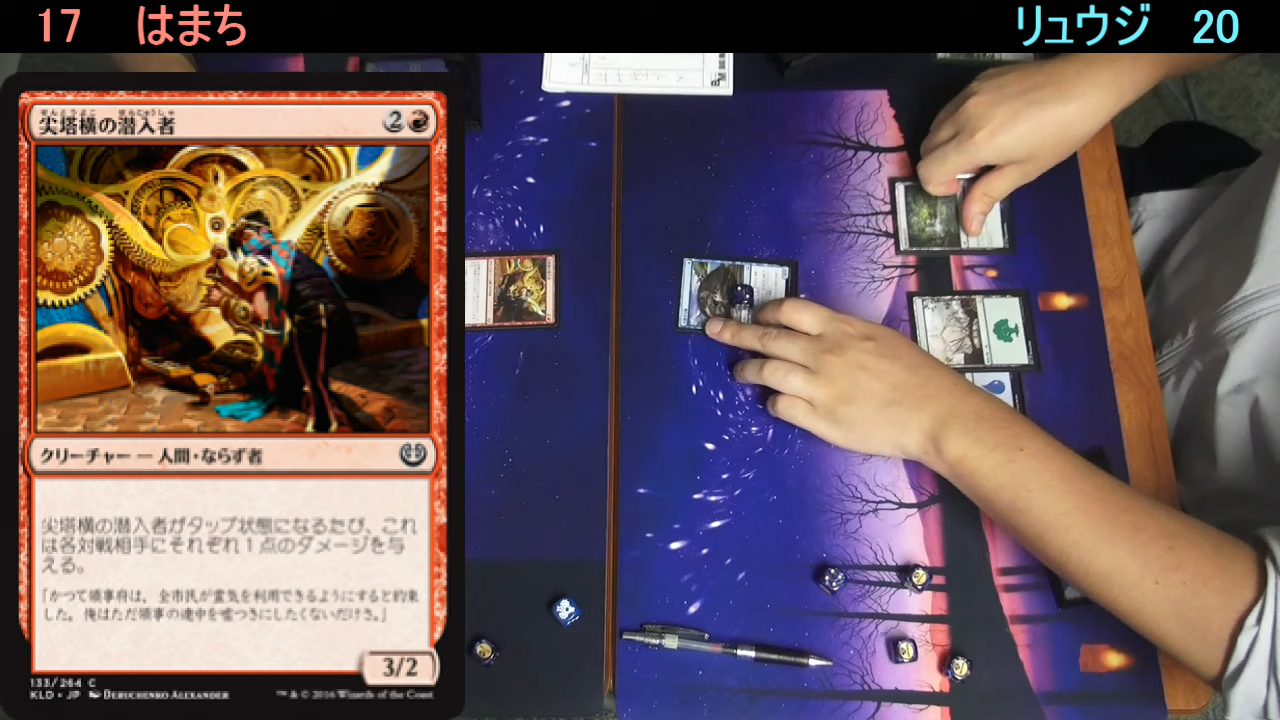 17 はまち
リュウジ 20
尖塔横の潜入者 2
クリーチャー — 人間・ならず者
尖塔横の潜入者がタップ状態になるたび、これ
は各対戦相手にそれぞれ1点のダメージを与
える。
「かつて領事府は、全市民が霊気を利用できるようにすると約束
した。俺はただ領事の連中を嘘つきにしたくないだけさ。」
3/2
133/264 C
KLD • JP Deruchenko Alexander
™ & © 2016 Wizards of the Coast